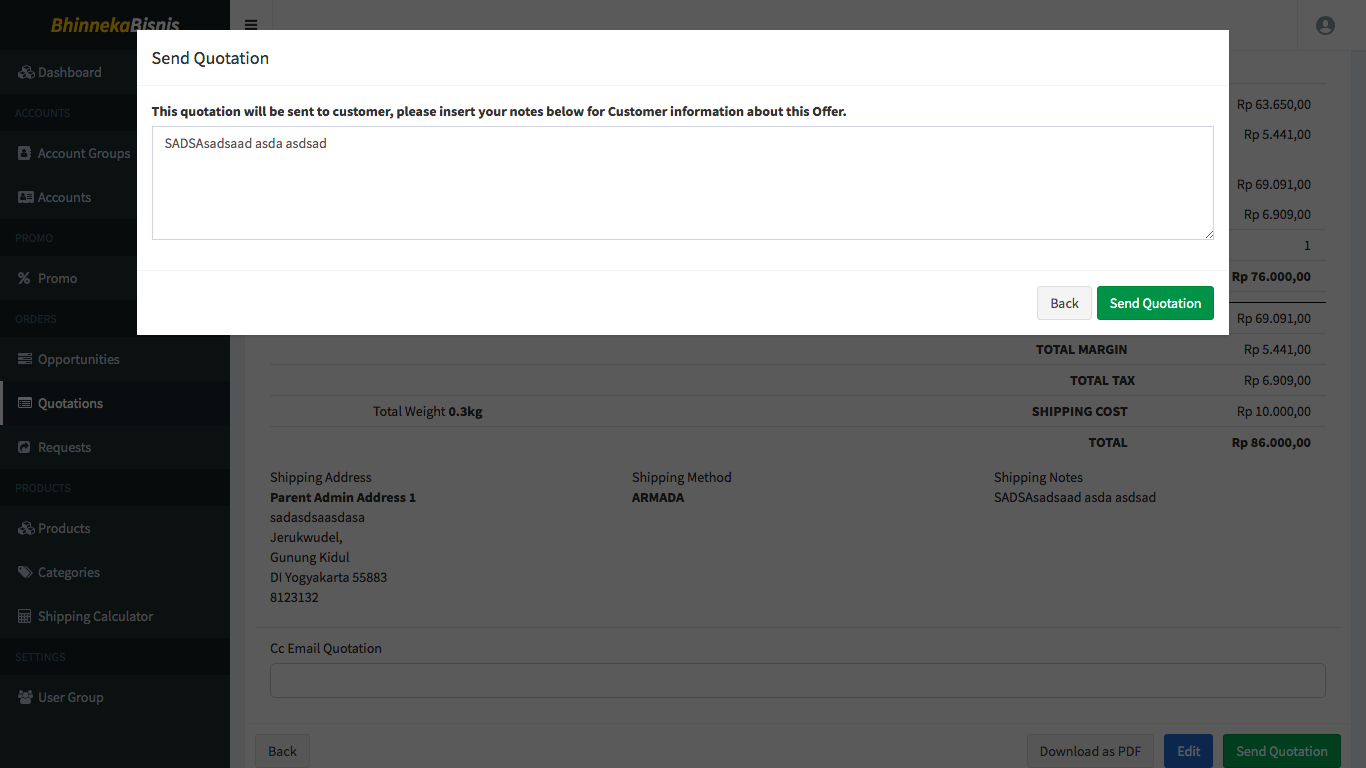 BhinnekaBisnis
Dashboard
ACCOUNTS
Account Groups
Accounts
PROMO
Promo
ORDERS
Opportunities
Quotations
Requests
PRODUCTS
Products
Categories
Shipping Calculator
SETTINGS
User Group
Send Quotation
This quotation will be sent to customer, please insert your notes below for Customer information about this Offer.
SADSAsadsaad asda asdsad
Back
Send Quotation
Rp 63.650,00
Rp 5.441,00
Rp 69.091,00
Rp 6.909,00
1
Rp 76.000,00
Rp 69.091,00
TOTAL MARGIN Rp 5.441,00
TOTAL TAX Rp 6.909,00
Total Weight 0.3kg SHIPPING COST Rp 10.000,00
TOTAL Rp 86.000,00
Shipping Address
Parent Admin Address 1
sadasdsaasdasa
Jerukwudel,
Gunung Kidul
DI Yogyakarta 55883
8123132
Shipping Method
ARMADA
Shipping Notes
SADSAsadsaad asda asdsad
Cc Email Quotation
Back
Download as PDF
Edit
Send Quotation